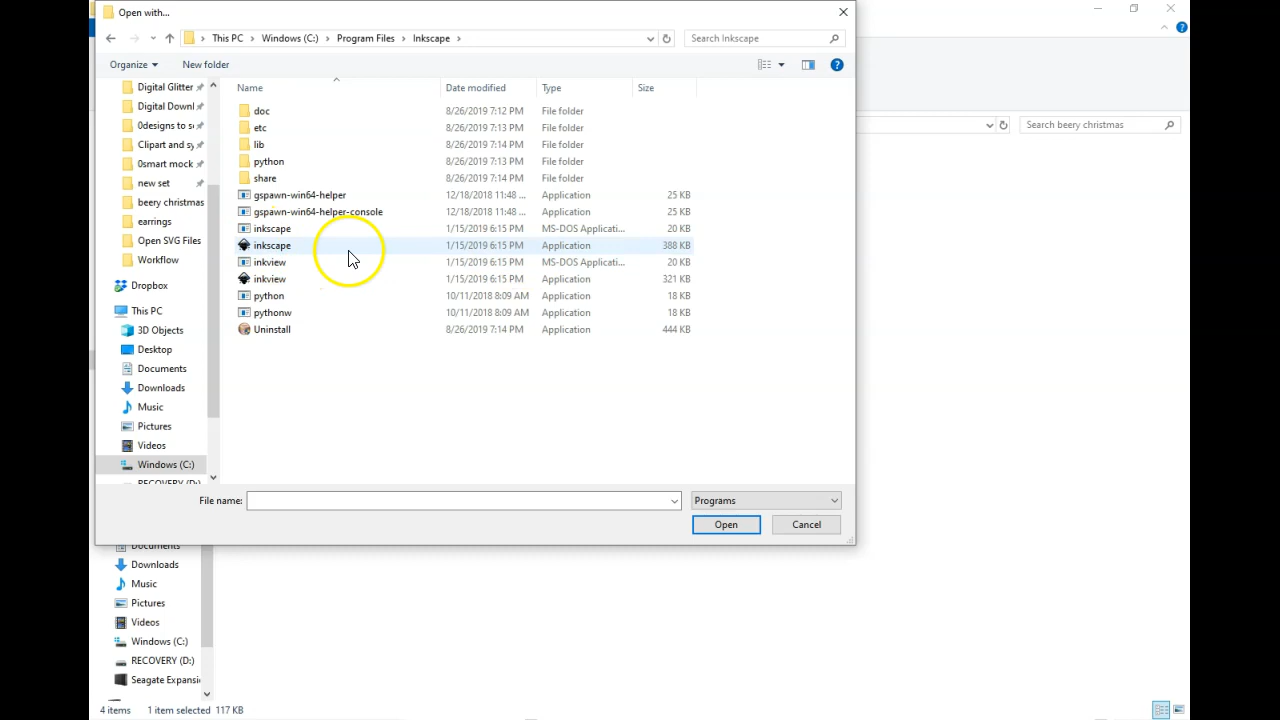 Open with...
This PC > Windows (C:) > Program Files > Inkscape >
Search Inkscape
Organize
New folder
Name
Date modified
Type
Size
Digital Glitter
Digital Downl
0designs to s
Clipart and sy
0smart mock
new set
beery christmas
earrings
Open SVG Files
Workflow
Dropbox
This PC
3D Objects
Desktop
Documents
Downloads
Music
Pictures
Videos
Windows (C:)
RECOVERY (D:)
doc 8/26/2019 7:12 PM File folder
etc 8/26/2019 7:13 PM File folder
lib 8/26/2019 7:14 PM File folder
python 8/26/2019 7:13 PM File folder
share 8/26/2019 7:14 PM File folder
gspawn-win64-helper 12/18/2018 11:48 ... Application 25 KB
gspawn-win64-helper-console 12/18/2018 11:48 ... Application 25 KB
inkscape 1/15/2019 6:15 PM MS-DOS Applicati... 20 KB
inkscape 1/15/2019 6:15 PM Application 388 KB
inkview 1/15/2019 6:15 PM MS-DOS Applicati... 20 KB
inkview 1/15/2019 6:15 PM Application 321 KB
python 10/11/2018 8:09 AM Application 18 KB
pythonw 10/11/2018 8:09 AM Application 18 KB
Uninstall 8/26/2019 7:14 PM Application 444 KB
File name:
Programs
Open
Cancel
Search beery christmas
Documents
Downloads
Music
Pictures
Videos
Windows (C:)
RECOVERY (D:)
Seagate Expansi
4 items 1 item selected 117 KB